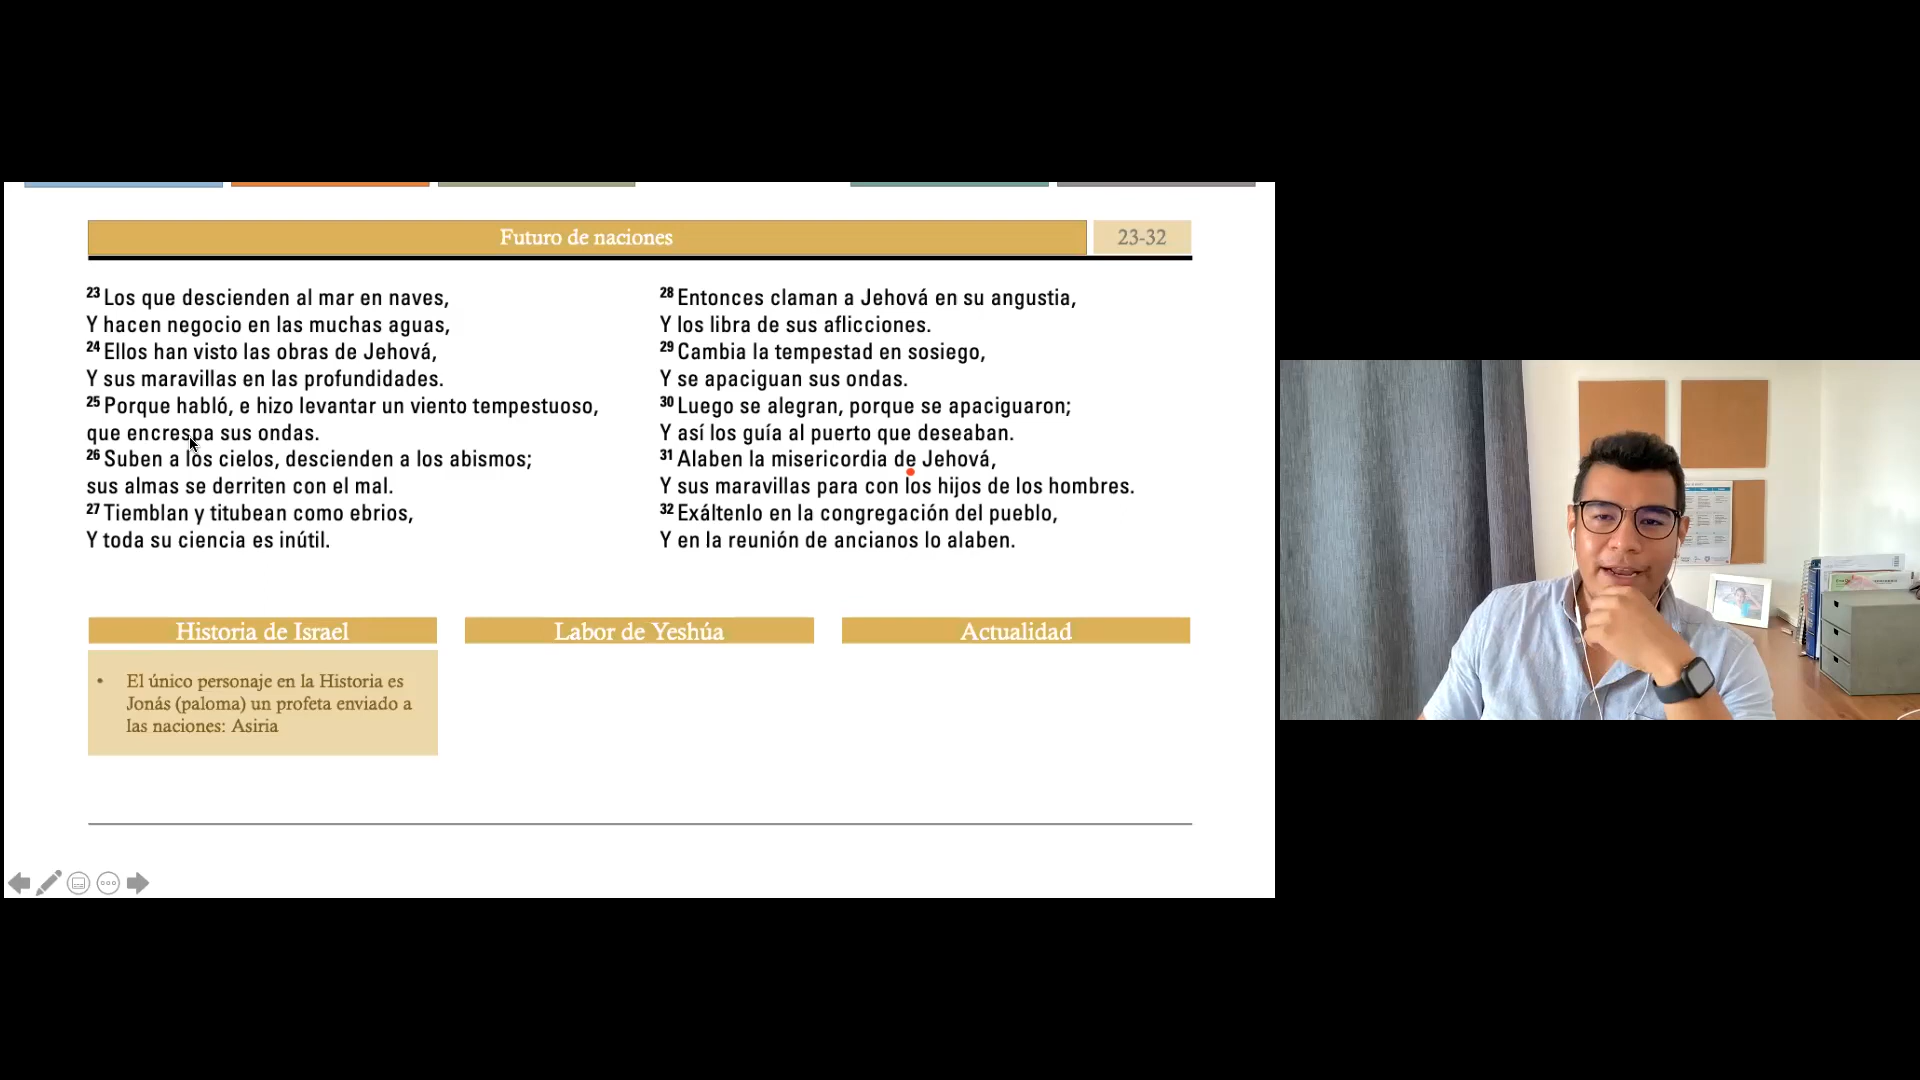 Futuro de naciones
23-32
23 Los que descienden al mar en naves,
Y hacen negocio en las muchas aguas,
24 Ellos han visto las obras de Jehová,
Y sus maravillas en las profundidades.
25 Porque habló, e hizo levantar un viento tempestuoso,
que encrespa sus ondas.
26 Suben a los cielos, descienden a los abismos;
sus almas se derriten con el mal.
27 Tiemblan y titubean como ebrios,
Y toda su ciencia es inútil.
28 Entonces claman a Jehová en su angustia,
Y los libra de sus aflicciones.
29 Cambia la tempestad en sosiego,
Y se apaciguan sus ondas.
30 Luego se alegran, porque se apaciguaron;
Y así los guía al puerto que deseaban.
31 Alaben la misericordia de Jehová,
Y sus maravillas para con los hijos de los hombres.
32 Exáltenlo en la congregación del pueblo,
Y en la reunión de ancianos lo alaben.
Historia de Israel
• El único personaje en la Historia es
Jonás (paloma) un profeta enviado a
las naciones: Asiria
Labor de Yeshúa
Actualidad